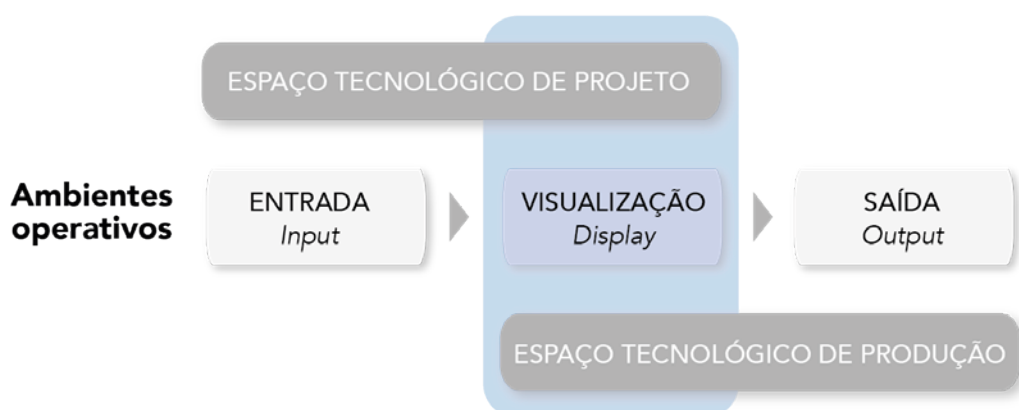 ESPAÇO TECNOLÓGICO DE PROJETO
Ambientes
operativos
ENTRADA
Input
VISUALIZAÇÃO
Display
SAÍDA
Output
ESPAÇO TECNOLÓGICO DE PRODUÇÃO